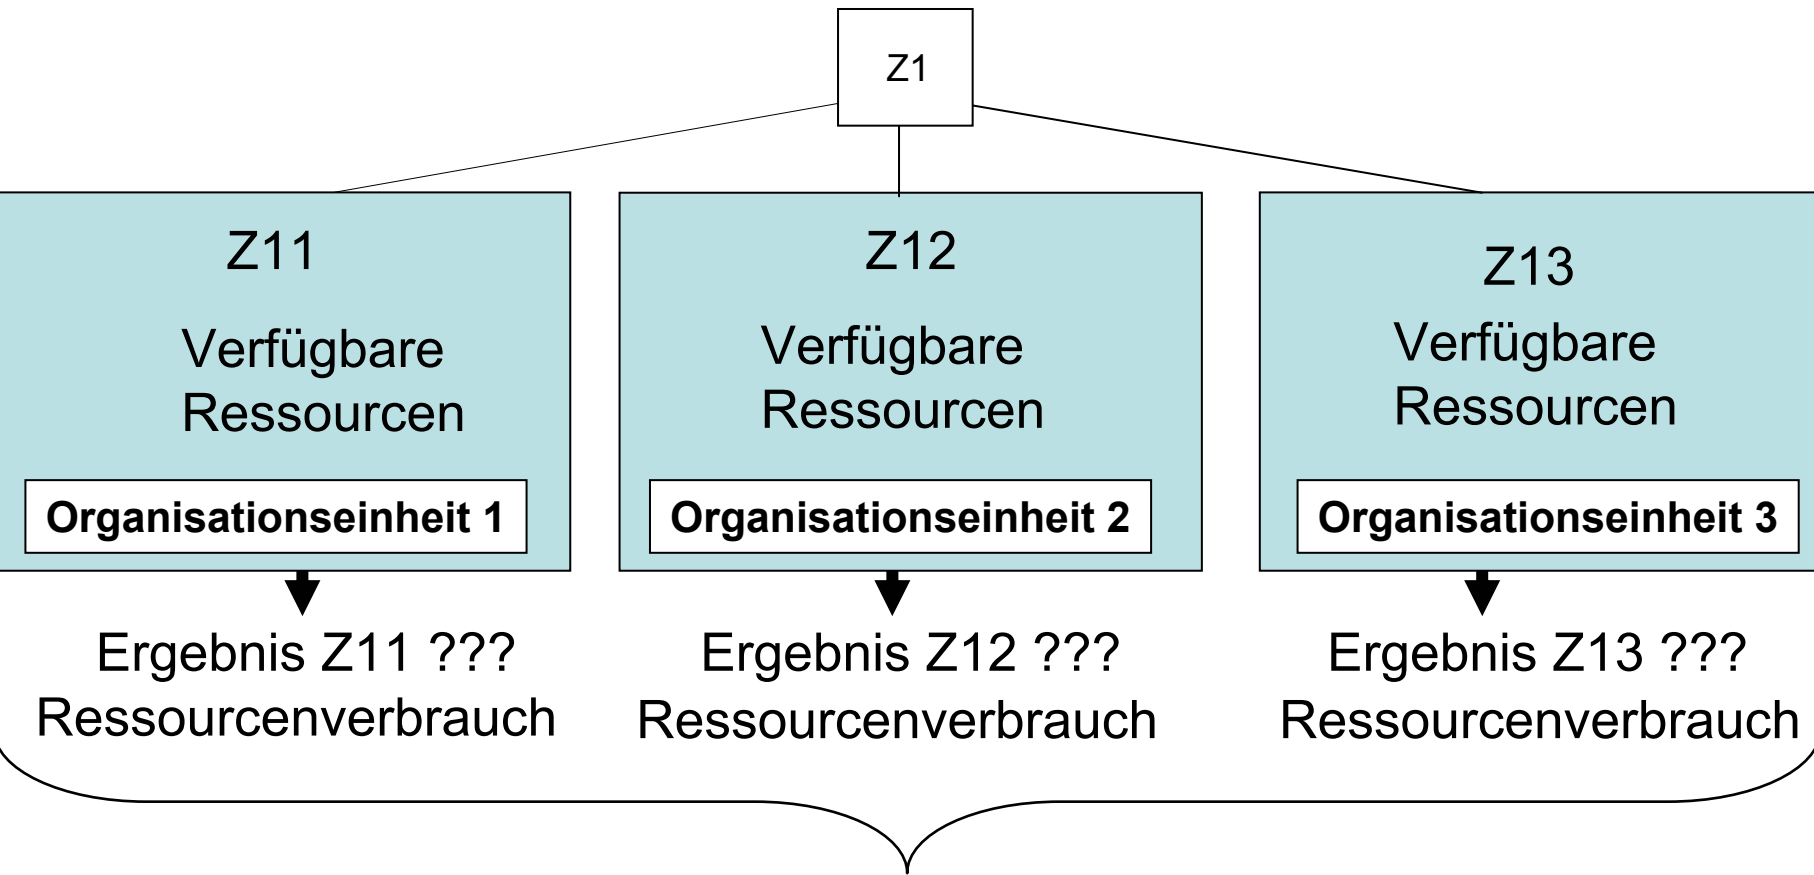 Z1
Z11
Verfügbare
Ressourcen
Organisationseinheit 1
Z12
Verfügbare
Ressourcen
Organisationseinheit 2
Z13
Verfügbare
Ressourcen
Organisationseinheit 3
Ergebnis Z11 ???
Ressourcenverbrauch
Ergebnis Z12 ???
Ressourcenverbrauch
Ergebnis Z13 ???
Ressourcenverbrauch